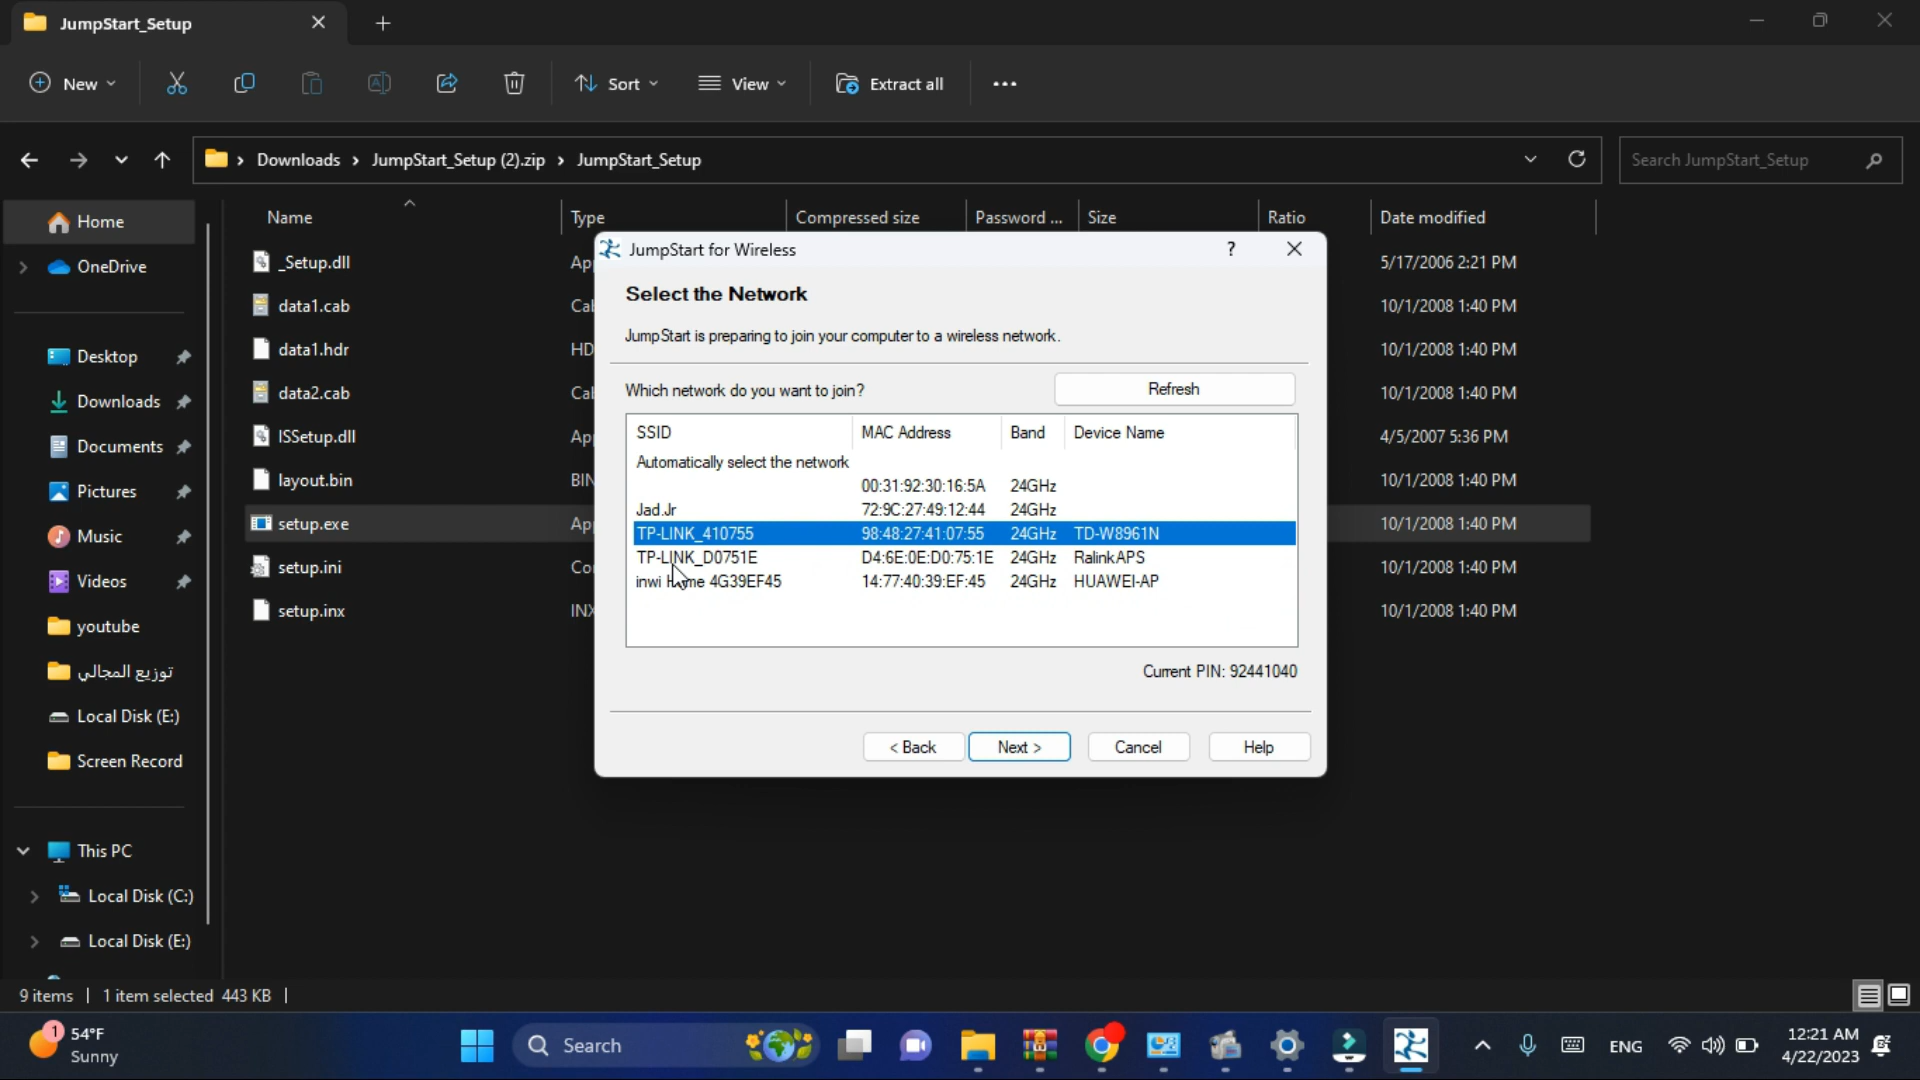 JumpStart_Setup
New
Sort
View
Extract all
Downloads
JumpStart_Setup (2).zip
JumpStart_Setup
Search JumpStart_Setup
Home
OneDrive
Desktop
Downloads
Documents
Pictures
Music
Videos
youtube
توزيع المجالي
Local Disk (E:)
Screen Record
This PC
Local Disk (C:)
Local Disk (E:)
Name Type Compressed size Password ... Size Ratio Date modified
_Setup.dll 5/17/2006 2:21 PM
data1.cab 10/1/2008 1:40 PM
data1.hdr 10/1/2008 1:40 PM
data2.cab 10/1/2008 1:40 PM
ISSetup.dll 4/5/2007 5:36 PM
layout.bin 10/1/2008 1:40 PM
setup.exe 10/1/2008 1:40 PM
setup.ini 10/1/2008 1:40 PM
setup.inx 10/1/2008 1:40 PM
JumpStart for Wireless
?
Select the Network
JumpStart is preparing to join your computer to a wireless network.
Which network do you want to join?
Refresh
SSID MAC Address Band Device Name
Automatically select the network
00:31:92:30:16:5A 24GHz
Jad.Jr 72:9C:27:49:12:44 24GHz
TP-LINK_410755 98:48:27:41:07:55 24GHz TD-W8961N
TP-LINK_D0751E D4:6E:0E:D0:75:1E 24GHz RalinkAPS
inwi Home 4G39EF45 14:77:40:39:EF:45 24GHz HUAWEI-AP
Current PIN: 92441040
< Back Next > Cancel Help
9 items 1 item selected 443 KB
1
54°F
Sunny
Search
ENG
12:21 AM
4/22/2023